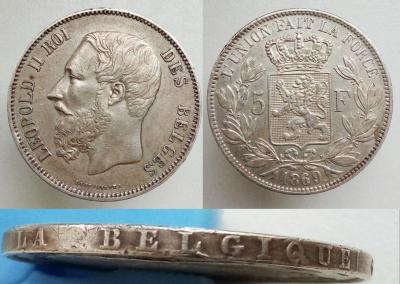 LEOPOLD II ROI DES BELGES
L'UNION FAIT LA FORCE
5 F
1869
LA BELGIQUE